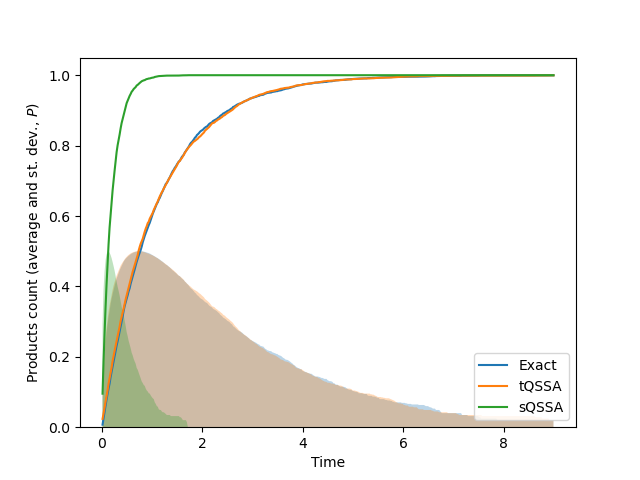 Products count (average and st. dev., P)
1.0
0.8
0.6
0.4
0.2
0.0
0 2 4 6 8
Time
Exact
tQSSA
sQSSA